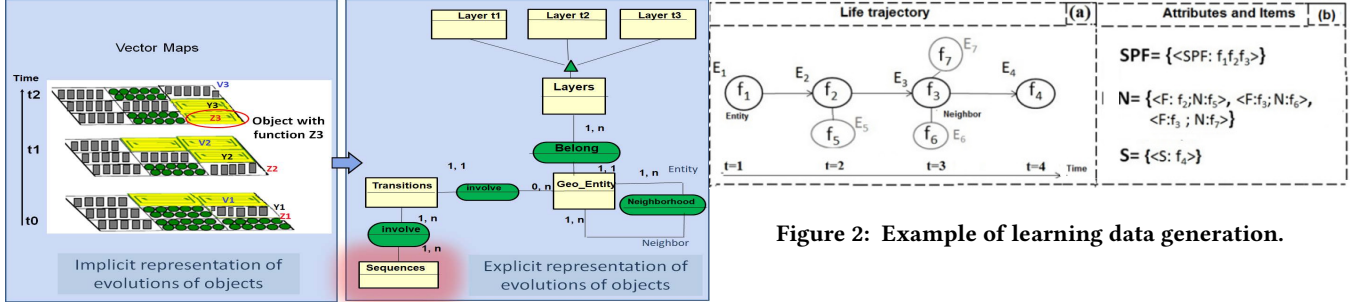 Vector Maps
Time
t2
t1
t0
V3
Y3
Z3
Object with
function Z3
V2
Y2
Z2
V1
Y1
Z1
Implicit representation of
evolutions of objects
Layer t1
Layer t2
Layer t3
Layers
1, n
Belong
1, 1
1, 1
Transitions
involve
0, n
Geo_Entity
1, n
Entity
Neighborhood
1, n
Neighbor
1, n
Involve
1, n
Sequences
Explicit representation of
evolutions of objects
Life trajectory
(a)
E1
f1
Entity
E2
f2
f5
E5
E3
f3
Neighbor
E7
f7
f6
E6
E4
f4
t=1
t=2
t=3
t=4
Time
Attributes and Items
(b)
SPF= {<SPF: f1f2f3>}
N= {<F: f2;N:f5>, <F:f3; N:f6>,
<F:f3 ; N:f7>}
S= {<S: f4>}
Figure 2: Example of learning data generation.